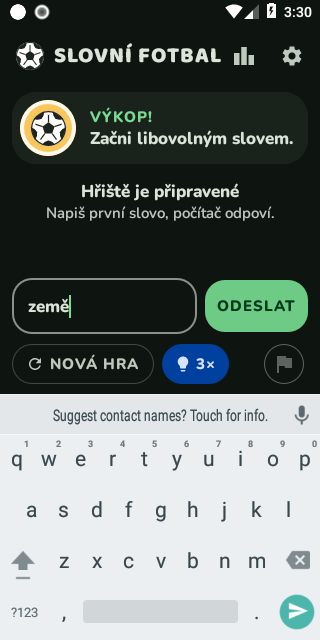 3:30
SLOVNÍ FOTBAL
VÝKOP!
Začni libovolným slovem.
Hřiště je připravené
Napiš první slovo, počítač odpoví.
země
ODESLAT
NOVÁ HRA
3×
Suggest contact names? Touch for info.
1 2 3 4 5 6 7 8 9 0
q w e r t y u i o p
a s d f g h j k l
z x c v b n m
?123 , .